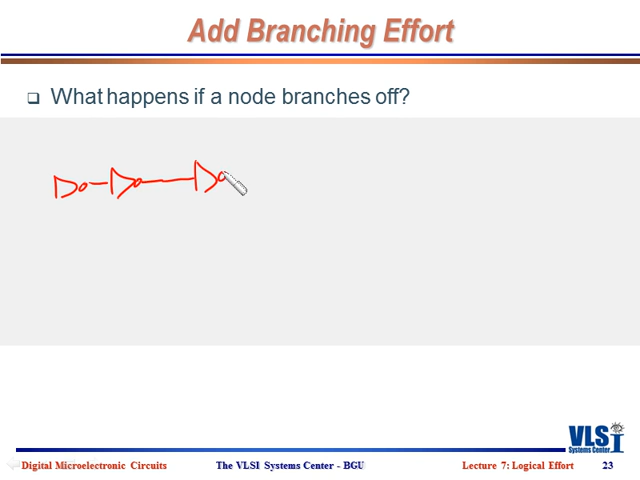 Add Branching Effort
What happens if a node branches off?
VLSI
Systems Center
Digital Microelectronic Circuits
The VLSI Systems Center - BGU
Lecture 7: Logical Effort
23